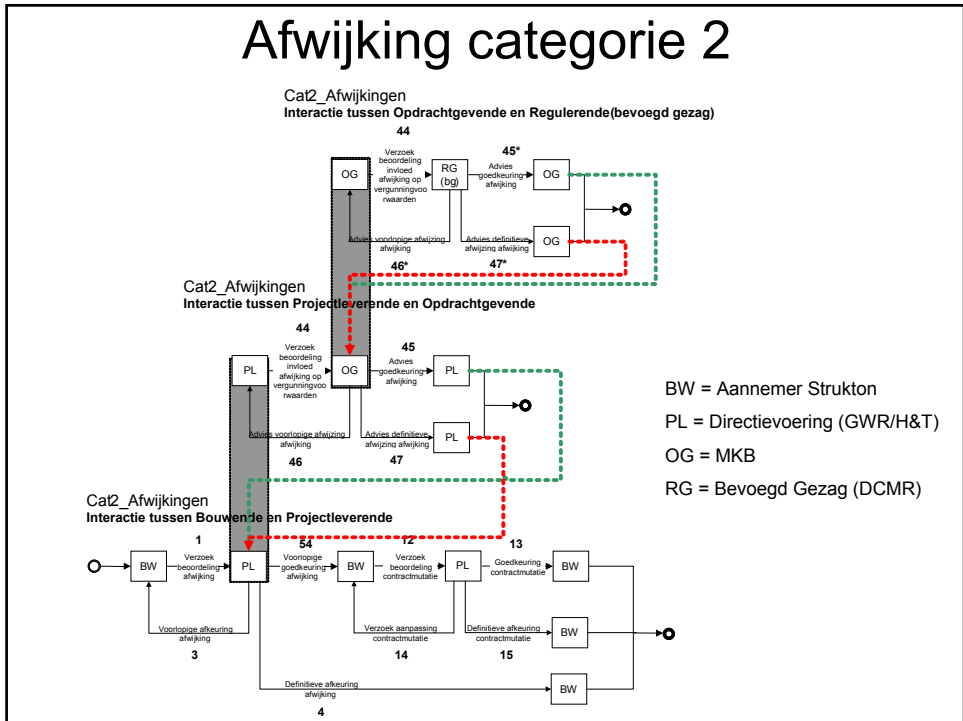 Afwijking categorie 2
Cat2_Afwijkingen
Interactie tussen Opdrachtgevende en Regulerende(bevoegd gezag)
44
Verzoek
beoordeling
invloed
afwijking op
vergunningvoo
rwaarden
45*
Advies
goedkeuring
afwijking
OG
RG
(bg)
OG
Advies voorlopige afwijzing
afwijking
Advies definitieve
afwijzing afwijking
OG
46*
47*
Cat2_Afwijkingen
Interactie tussen Projectleverende en Opdrachtgevende
44
Verzoek
beoordeling
invloed
afwijking op
vergunningvoo
rwaarden
45
Advies
goedkeuring
afwijking
PL
OG
PL
Advies voorlopige afwijzing
afwijking
Advies definitieve
afwijzing afwijking
PL
46
47
BW = Aannemer Strukton
PL = Directievoering (GWR/H&T)
OG = MKB
RG = Bevoegd Gezag (DCMR)
Cat2_Afwijkingen
Interactie tussen Bouwende en Projectleverende
1
Verzoek
beoordeling
afwijking
54
Voorlopige
goedkeuring
afwijking
12
Verzoek
beoordeling
contractmutatie
13
Goedkeuring
contractmutatie
BW
PL
BW
PL
BW
Voorlopige afkeuring
afwijking
3
Verzoek aanpassing
contractmutatie
14
Definitieve afkeuring
contractmutatie
15
BW
Definitieve afkeuring
afwijking
4
BW